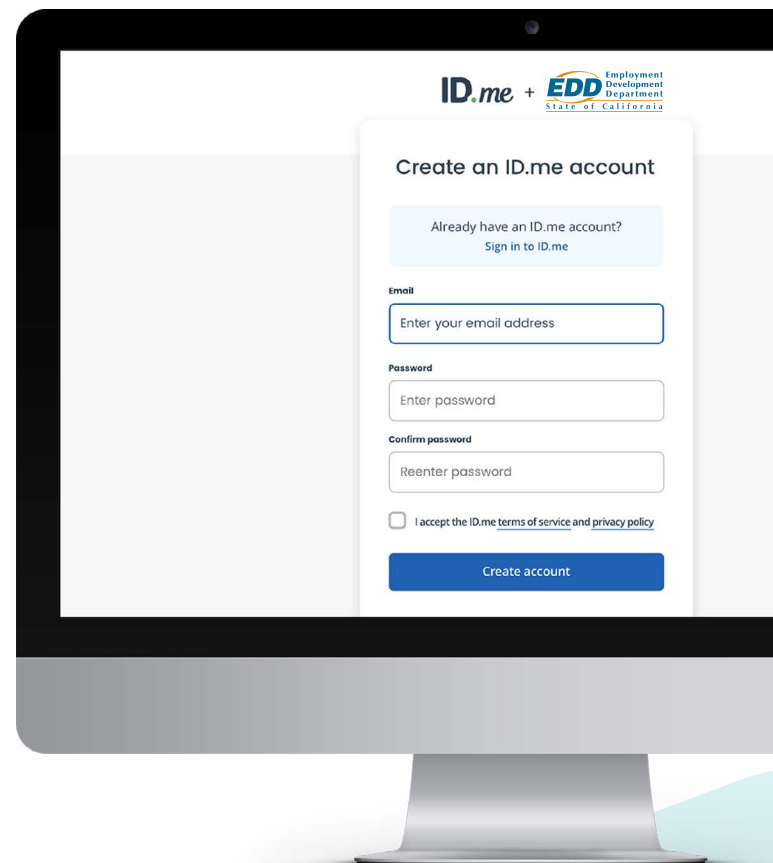 ID.me + EDD Employment
Development
Department
State of California
Create an ID.me account
Already have an ID.me account?
Sign in to ID.me
Email
Enter your email address
Password
Enter password
Confirm password
Reenter password
I accept the ID.me terms of service and privacy policy
Create account